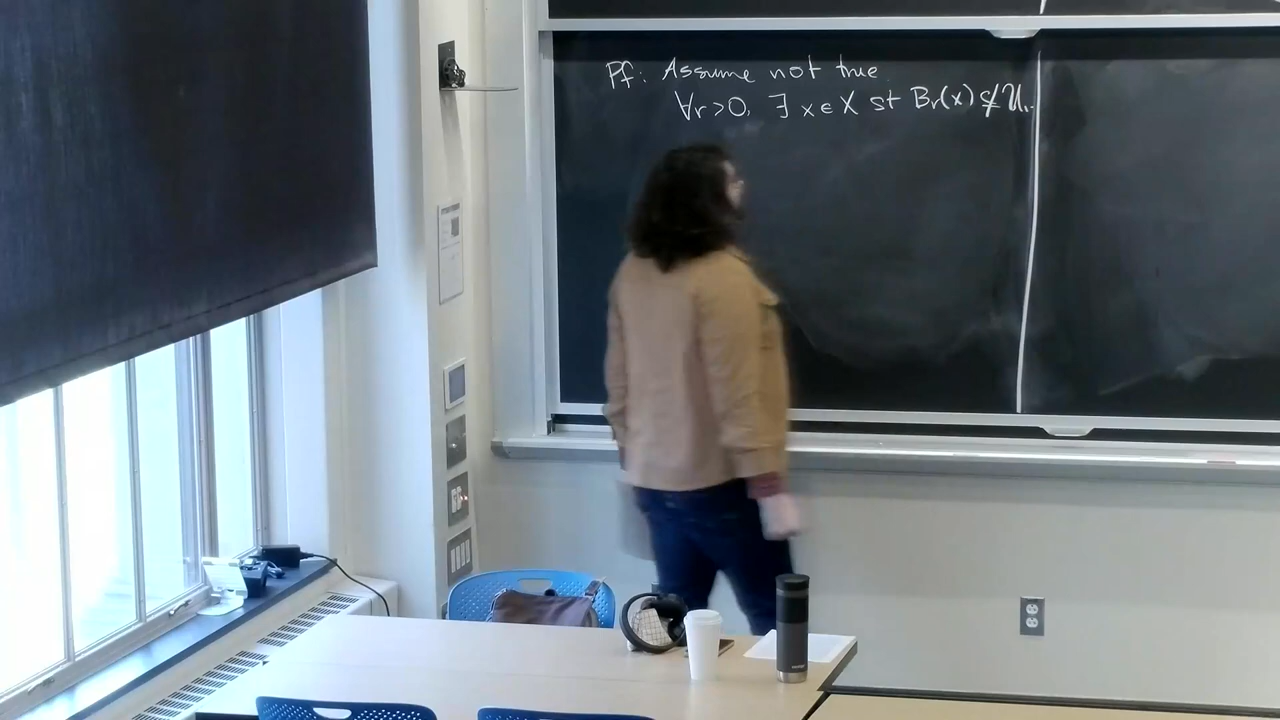 Pf: Assume not true
∀r>0, ∃ x∈X st Br(x) ⊄ U.